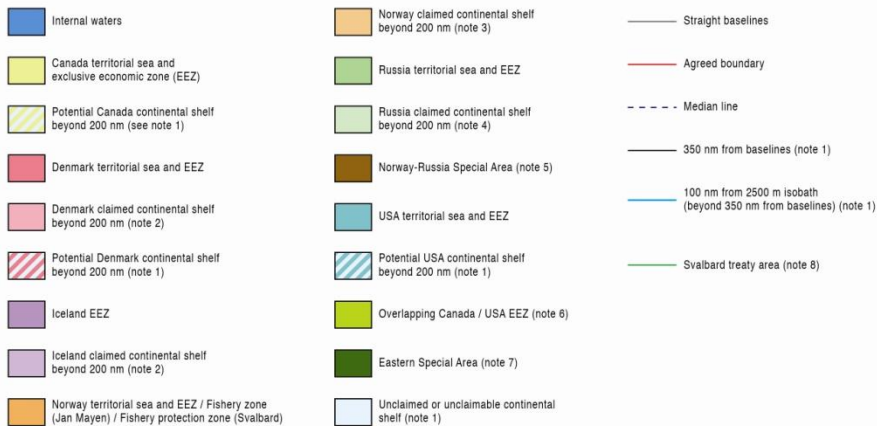 Internal waters
Canada territorial sea and
exclusive economic zone (EEZ)
Potential Canada continental shelf
beyond 200 nm (see note 1)
Denmark territorial sea and EEZ
Denmark claimed continental shelf
beyond 200 nm (note 2)
Potential Denmark continental shelf
beyond 200 nm (note 1)
Iceland EEZ
Iceland claimed continental shelf
beyond 200 nm (note 2)
Norway territorial sea and EEZ / Fishery zone
(Jan Mayen) / Fishery protection zone (Svalbard)
Norway claimed continental shelf
beyond 200 nm (note 3)
Russia territorial sea and EEZ
Russia claimed continental shelf
beyond 200 nm (note 4)
Norway-Russia Special Area (note 5)
USA territorial sea and EEZ
Potential USA continental shelf
beyond 200 nm (note 1)
Overlapping Canada / USA EEZ (note 6)
Eastern Special Area (note 7)
Unclaimed or unclaimable continental
shelf (note 1)
Straight baselines
Agreed boundary
Median line
350 nm from baselines (note 1)
100 nm from 2500 m isobath
(beyond 350 nm from baselines) (note 1)
Svalbard treaty area (note 8)